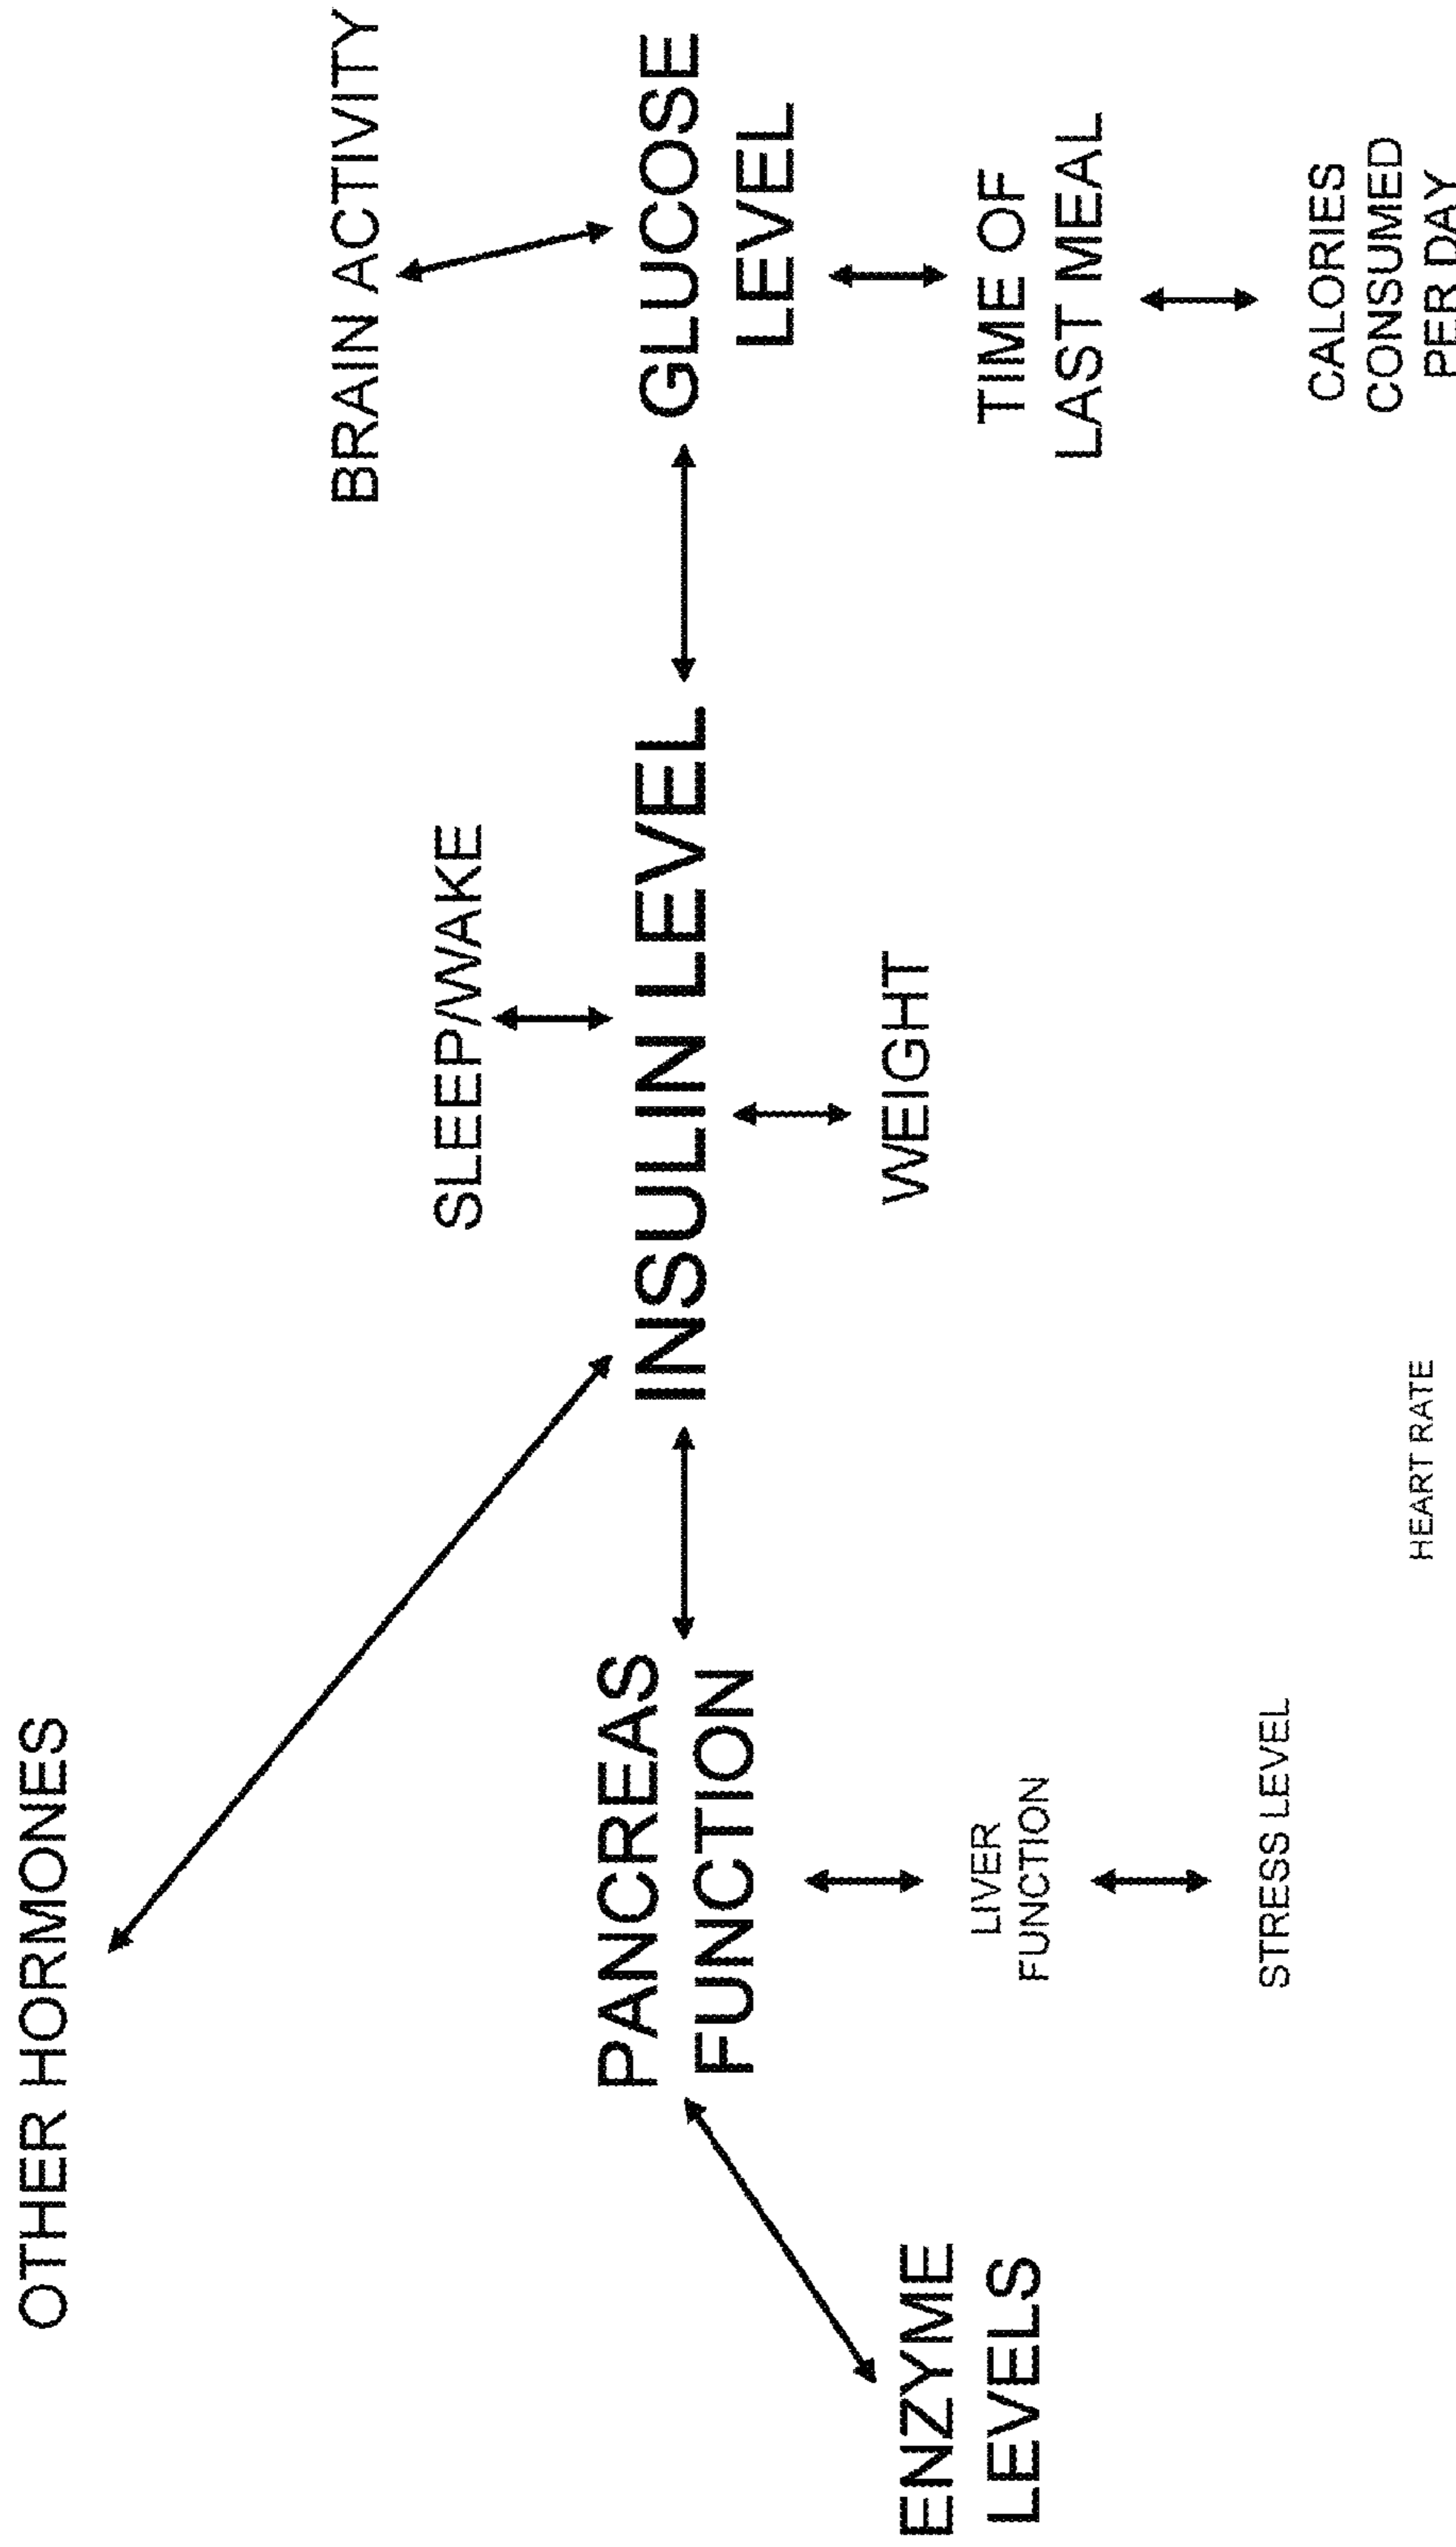 OTHER HORMONES
BRAIN ACTIVITY
SLEEP/WAKE
PANCREAS
FUNCTION
INSULIN LEVEL
GLUCOSE
LEVEL
ENZYME
LEVELS
LIVER
FUNCTION
WEIGHT
TIME OF
LAST MEAL
STRESS LEVEL
HEART RATE
CALORIES
CONSUMED
PER DAY